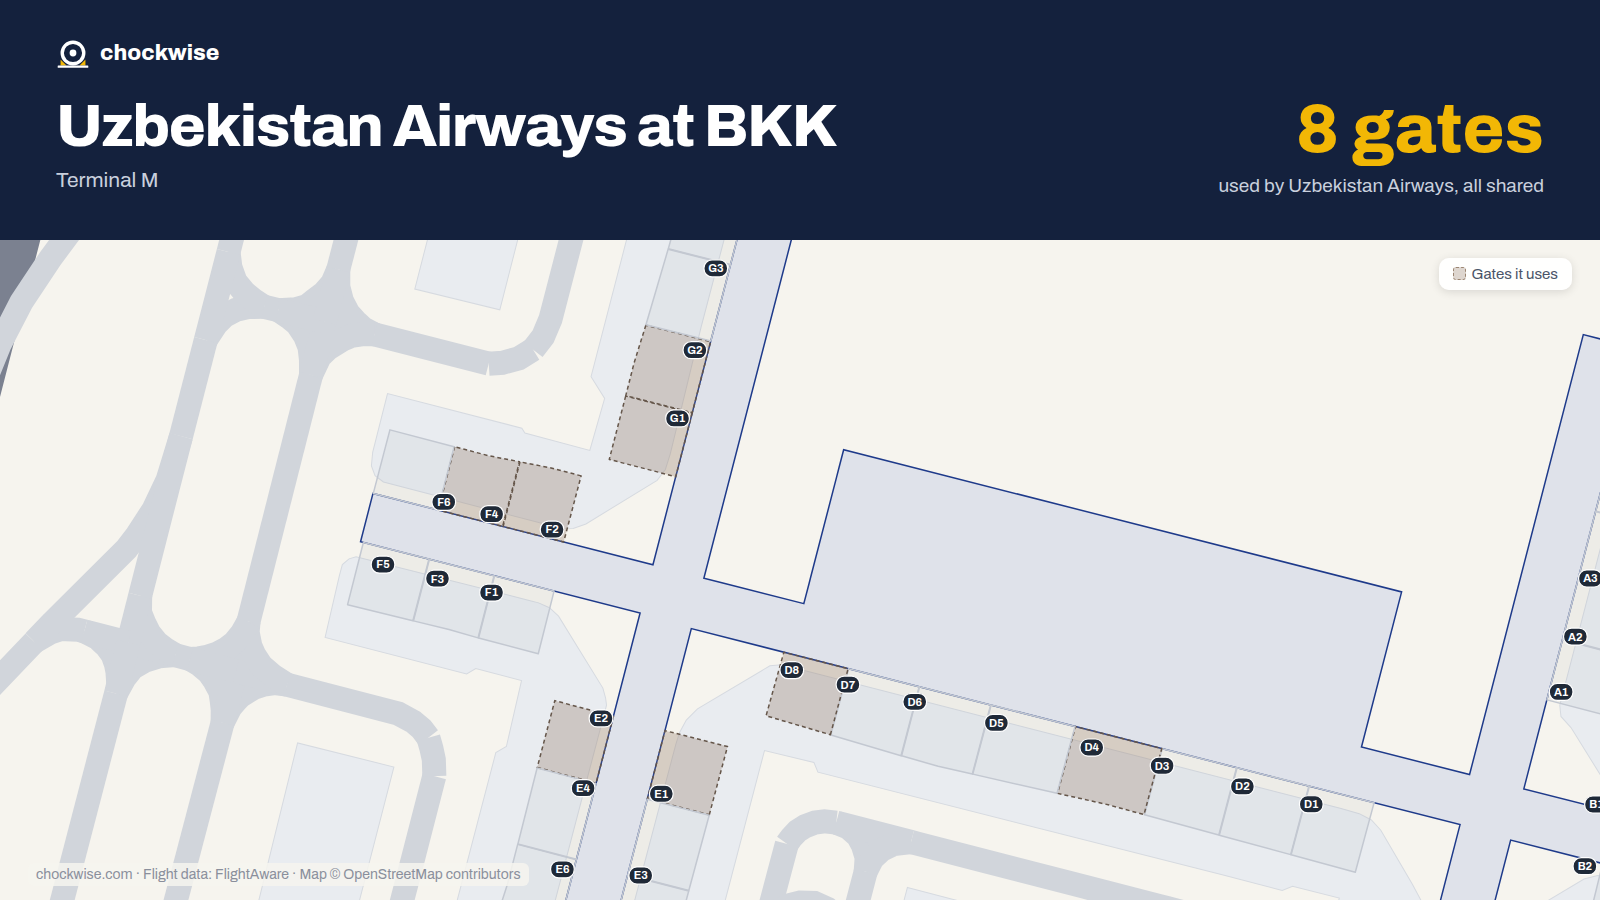 chockwise
Uzbekistan Airways at BKK
Terminal M
8 gates
used by Uzbekistan Airways, all shared
Gates it uses
G3
G2
G1
F6
F4
F2
F5
F3
F1
E2
E4
E1
E6
E3
D8
D7
D6
D5
D4
D3
D2
D1
A3
A2
A1
B1
B2
chockwise.com · Flight data: FlightAware · Map © OpenStreetMap contributors